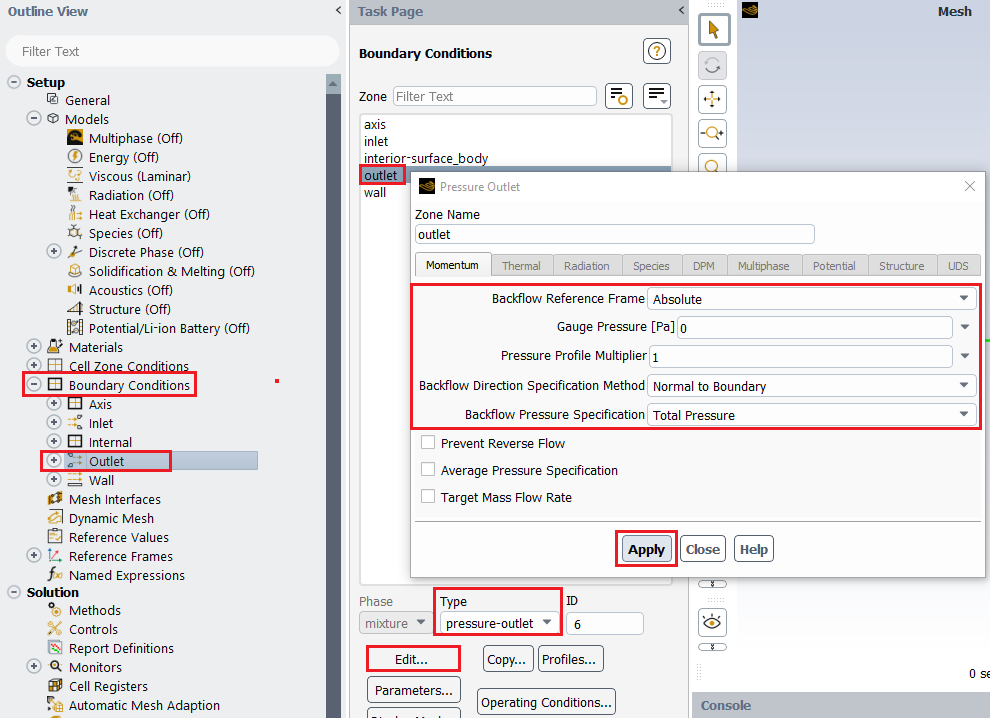 Outline View
<
Filter Text
Setup
General
Models
Multiphase (Off)
Energy (Off)
Viscous (Laminar)
Radiation (Off)
Heat Exchanger (Off)
Species (Off)
Discrete Phase (Off)
Solidification & Melting (Off)
Acoustics (Off)
Structure (Off)
Potential/Li-ion Battery (Off)
Materials
Cell Zone Conditions
Boundary Conditions
Axis
Inlet
Internal
Outlet
Wall
Mesh Interfaces
Dynamic Mesh
Reference Values
Reference Frames
Named Expressions
Solution
Methods
Controls
Report Definitions
Monitors
Cell Registers
Automatic Mesh Adaption
Task Page
<
Boundary Conditions
?
Zone Filter Text
axis
inlet
interior-surface_body
outlet
wall
Pressure Outlet
Zone Name
outlet
Momentum Thermal Radiation Species DPM Multiphase Potential Structure UDS
Backflow Reference Frame Absolute
Gauge Pressure [Pa] 0
Pressure Profile Multiplier 1
Backflow Direction Specification Method Normal to Boundary
Backflow Pressure Specification Total Pressure
Prevent Reverse Flow
Average Pressure Specification
Target Mass Flow Rate
Apply Close Help
Phase Type ID
mixture pressure-outlet 6
Edit... Copy... Profiles...
Parameters... Operating Conditions...
Mesh
0 se
Console